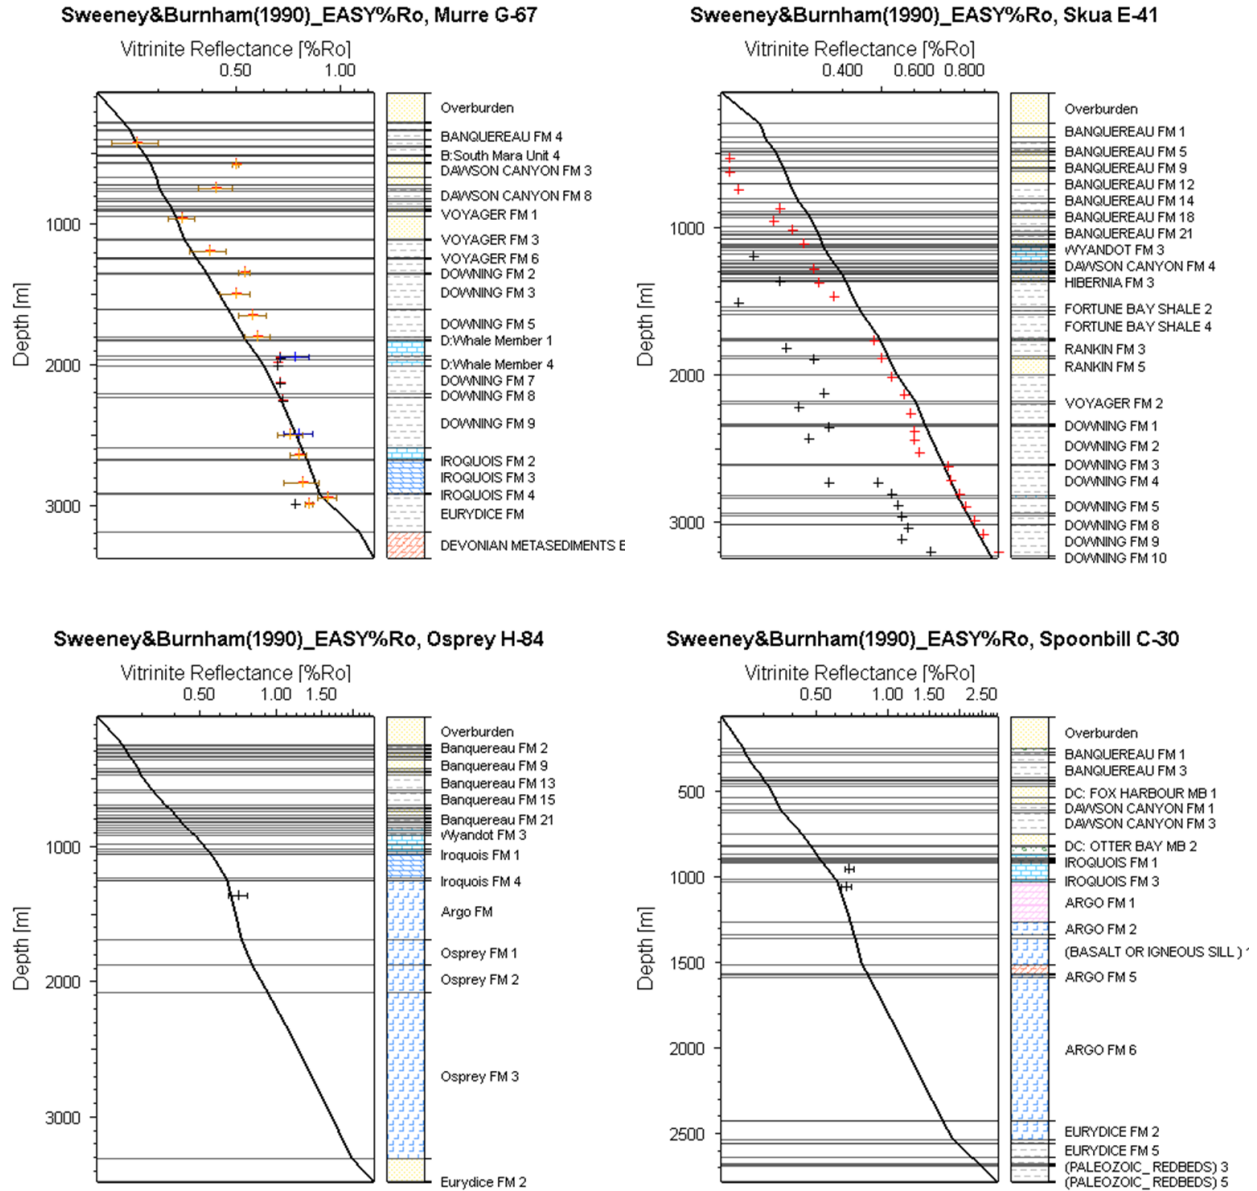 Sweeney&Burnham(1990)_EASY%Ro, Murre G-67
Vitrinite Reflectance [%Ro]
0.50 1.00
Depth [m]
1000
2000
3000
Overburden
BANQUEREAU FM 4
B:South Mara Unit 4
DAWSON CANYON FM 3
DAWSON CANYON FM 8
VOYAGER FM 1
VOYAGER FM 3
VOYAGER FM 6
DOWNING FM 2
DOWNING FM 3
DOWNING FM 5
D:Whale Member 1
D:Whale Member 4
DOWNING FM 7
DOWNING FM 8
DOWNING FM 9
IROQUOIS FM 2
IROQUOIS FM 3
IROQUOIS FM 4
EURYDICE FM
DEVONIAN METASEDIMENTS E
Sweeney&Burnham(1990)_EASY%Ro, Skua E-41
Vitrinite Reflectance [%Ro]
0.400 0.600 0.800
Depth [m]
1000
2000
3000
Overburden
BANQUEREAU FM 1
BANQUEREAU FM 5
BANQUEREAU FM 9
BANQUEREAU FM 12
BANQUEREAU FM 14
BANQUEREAU FM 18
BANQUEREAU FM 21
WYANDOT FM 3
DAWSON CANYON FM 4
HIBERNIA FM 3
FORTUNE BAY SHALE 2
FORTUNE BAY SHALE 4
RANKIN FM 3
RANKIN FM 5
VOYAGER FM 2
DOWNING FM 1
DOWNING FM 2
DOWNING FM 3
DOWNING FM 4
DOWNING FM 5
DOWNING FM 8
DOWNING FM 9
DOWNING FM 10
Sweeney&Burnham(1990)_EASY%Ro, Osprey H-84
Vitrinite Reflectance [%Ro]
0.50 1.00 1.50
Depth [m]
1000
2000
3000
Overburden
Banquereau FM 2
Banquereau FM 9
Banquereau FM 13
Banquereau FM 15
Banquereau FM 21
Wyandot FM 3
Iroquois FM 1
Iroquois FM 4
Argo FM
Osprey FM 1
Osprey FM 2
Osprey FM 3
Eurydice FM 2
Sweeney&Burnham(1990)_EASY%Ro, Spoonbill C-30
Vitrinite Reflectance [%Ro]
0.50 1.00 1.50 2.50
Depth [m]
500
1000
1500
2000
2500
Overburden
BANQUEREAU FM 1
BANQUEREAU FM 3
DC: FOX HARBOUR MB 1
DAWSON CANYON FM 1
DAWSON CANYON FM 3
DC: OTTER BAY MB 2
IROQUOIS FM 1
IROQUOIS FM 3
ARGO FM 1
ARGO FM 2
(BASALT OR IGNEOUS SILL ) 1
ARGO FM 5
ARGO FM 6
EURYDICE FM 2
EURYDICE FM 5
(PALEOZOIC_ REDBEDS) 3
(PALEOZOIC_ REDBEDS) 5